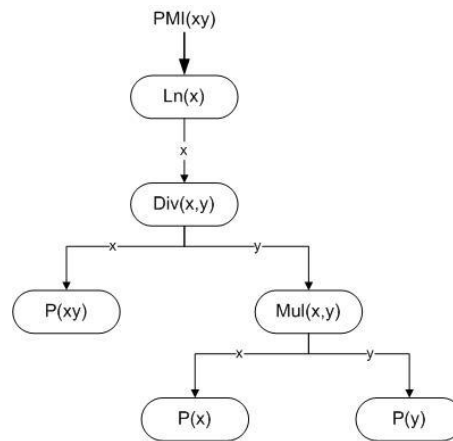 PMI(xy)
Ln(x)
x
Div(x,y)
x
y
P(xy)
Mul(x,y)
x
y
P(x)
P(y)